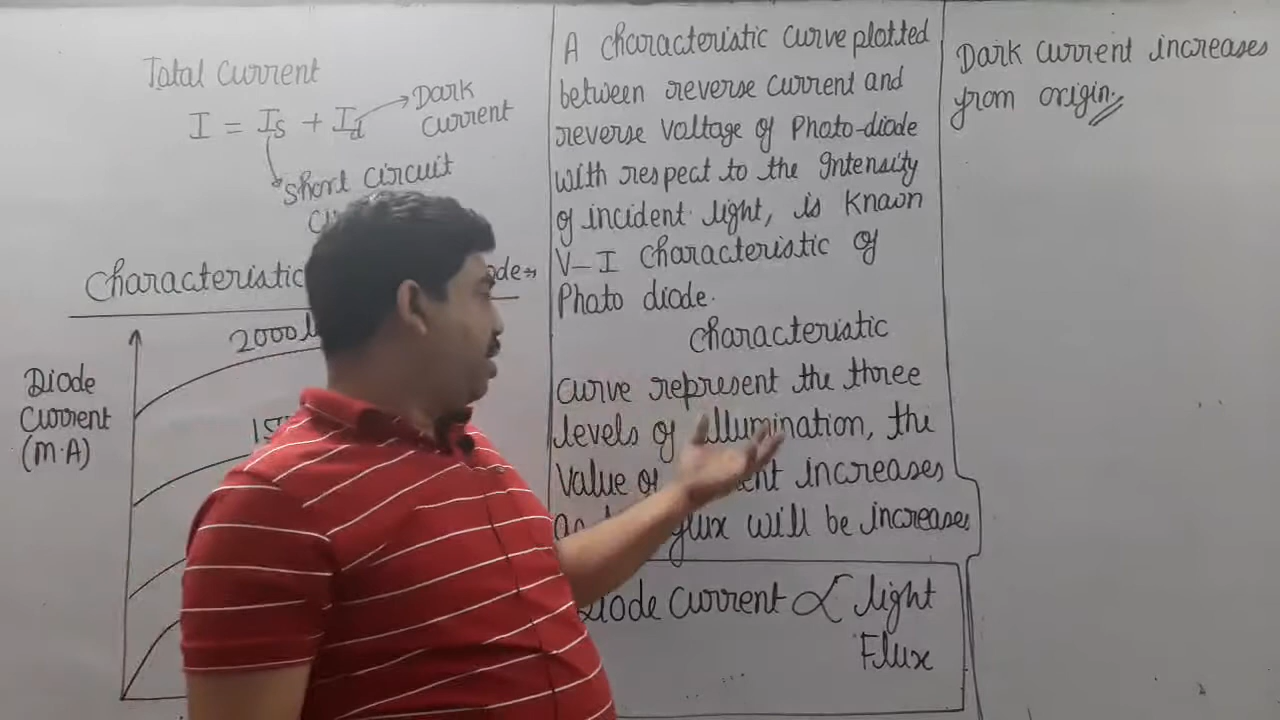 Total Current
I = Is + Id
Dark
Current
Short Circuit
Characteristic
2000
Diode
Current
(m.A)
A Characteristic Curve plotted
between reverse current and
reverse Voltage of Photo-diode
with respect to the Intensity
of incident light, is Known
V-I Characteristic of
Photo diode.
Characteristic
Curve represent the three
levels of illumination, the
Value increases
flux will be increases
Diode Current ∝ light
Flux
Dark Current increases
from origin.